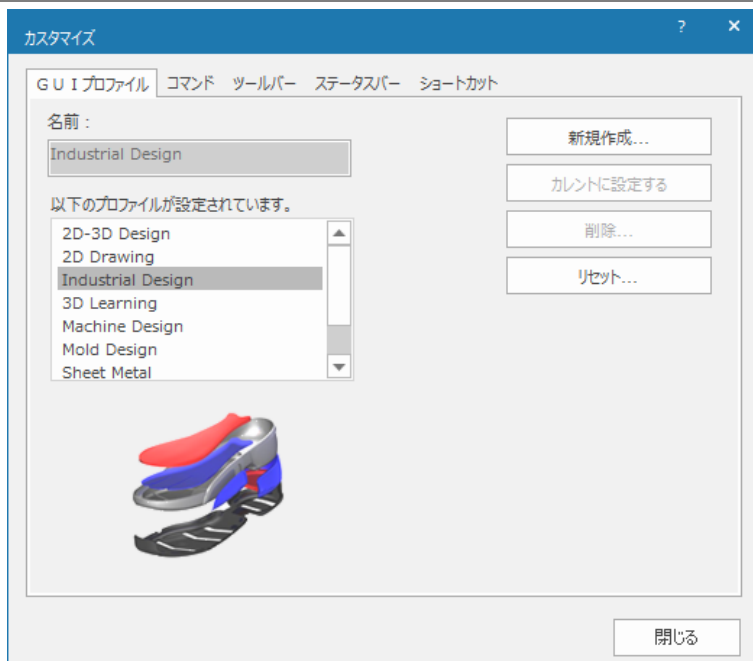 カスタマイズ
? ×
GUIプロファイル コマンド ツールバー ステータスバー ショートカット
名前：
Industrial Design
新規作成...
カレントに設定する
以下のプロファイルが設定されています。
削除...
2D-3D Design
2D Drawing
Industrial Design
リセット...
3D Learning
Machine Design
Mold Design
Sheet Metal
閉じる